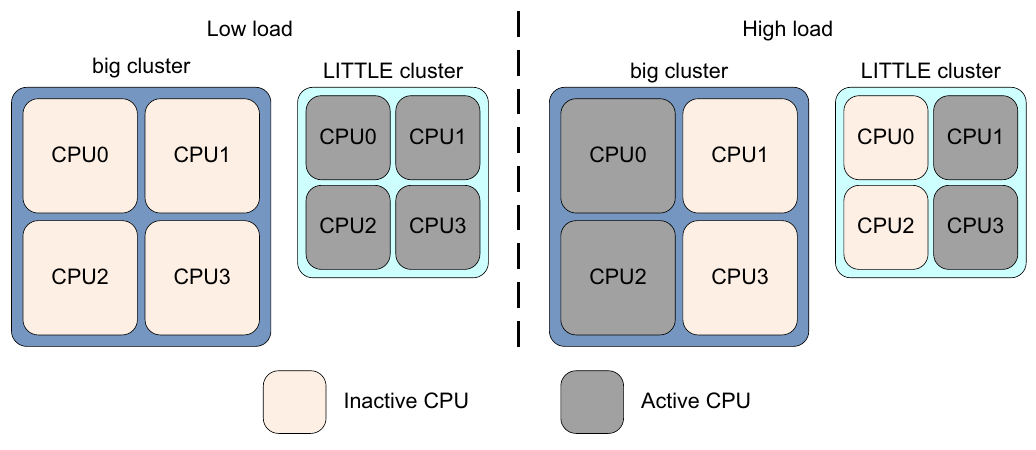 Low load
big cluster
LITTLE cluster
CPU0 CPU1
CPU2 CPU3
CPU0 CPU1
CPU2 CPU3
High load
big cluster
LITTLE cluster
CPU0 CPU1
CPU2 CPU3
CPU0 CPU1
CPU2 CPU3
Inactive CPU
Active CPU